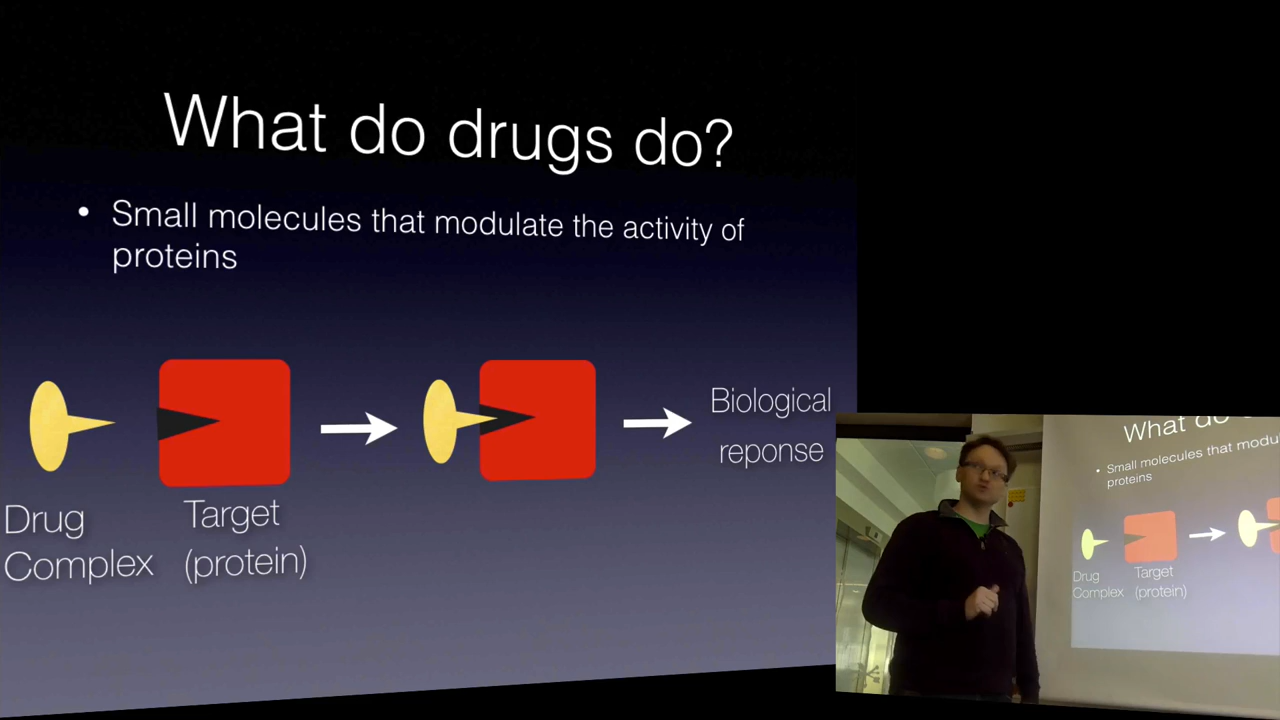 What do drugs do?
• Small molecules that modulate the activity of
proteins
Drug
Complex
Target
(protein)
Biological
reponse
What do
• Small molecules that modu
proteins
Drug
Complex
Target
(protein)